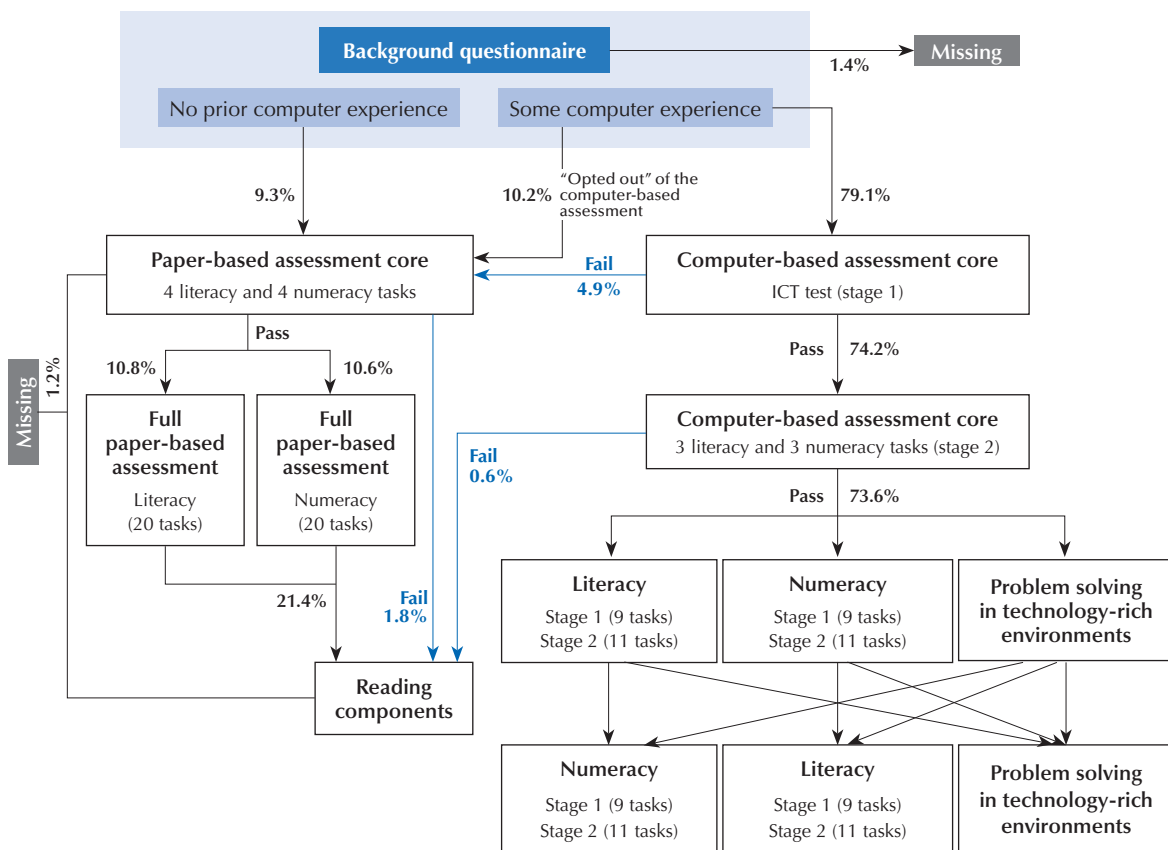 Background questionnaire
Missing
1.4%
No prior computer experience
Some computer experience
9.3%
10.2%
“Opted out” of the
computer-based
assessment
79.1%
Paper-based assessment core
4 literacy and 4 numeracy tasks
Fail
4.9%
Computer-based assessment core
ICT test (stage 1)
Pass
Pass
74.2%
Missing
1.2%
10.8%
10.6%
Full
paper-based
assessment
Literacy
(20 tasks)
Full
paper-based
assessment
Numeracy
(20 tasks)
Computer-based assessment core
3 literacy and 3 numeracy tasks (stage 2)
Fail
0.6%
Pass
73.6%
21.4%
Fail
1.8%
Literacy
Stage 1 (9 tasks)
Stage 2 (11 tasks)
Numeracy
Stage 1 (9 tasks)
Stage 2 (11 tasks)
Problem solving
in technology-rich
environments
Reading
components
Numeracy
Stage 1 (9 tasks)
Stage 2 (11 tasks)
Literacy
Stage 1 (9 tasks)
Stage 2 (11 tasks)
Problem solving
in technology-rich
environments